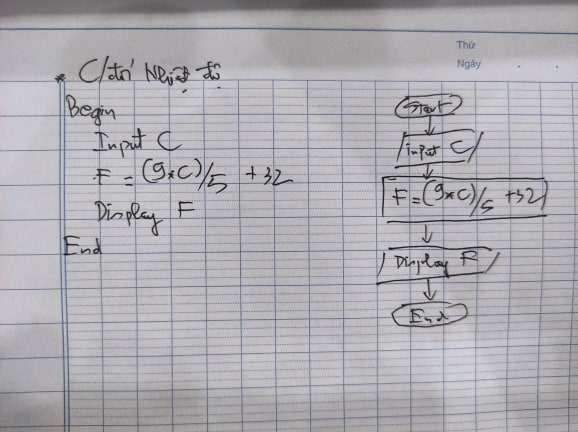 Thứ
Ngày
* C/đổi Nhiệt độ
Begin
Input C
F = (9*C)/5 +32
Display F
End
Start
input C
F = (9*C)/5 +32
Display F
End